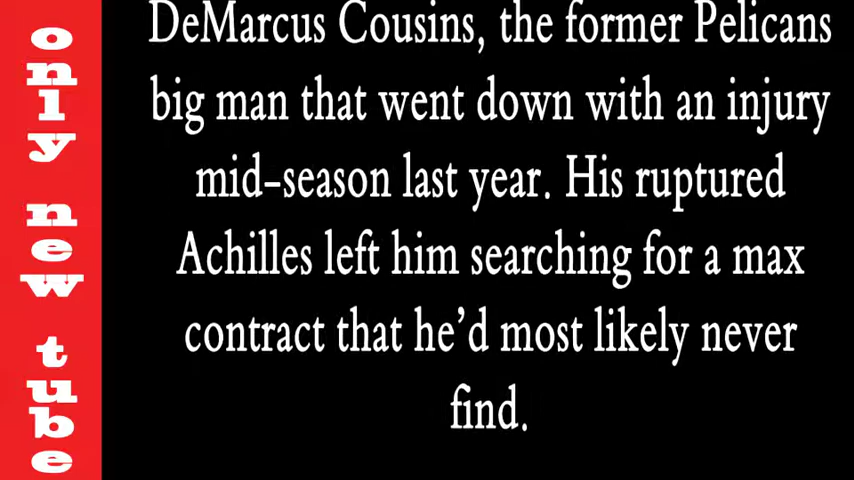 only new tube
DeMarcus Cousins, the former Pelicans
big man that went down with an injury
mid-season last year. His ruptured
Achilles left him searching for a max
contract that he'd most likely never
find.